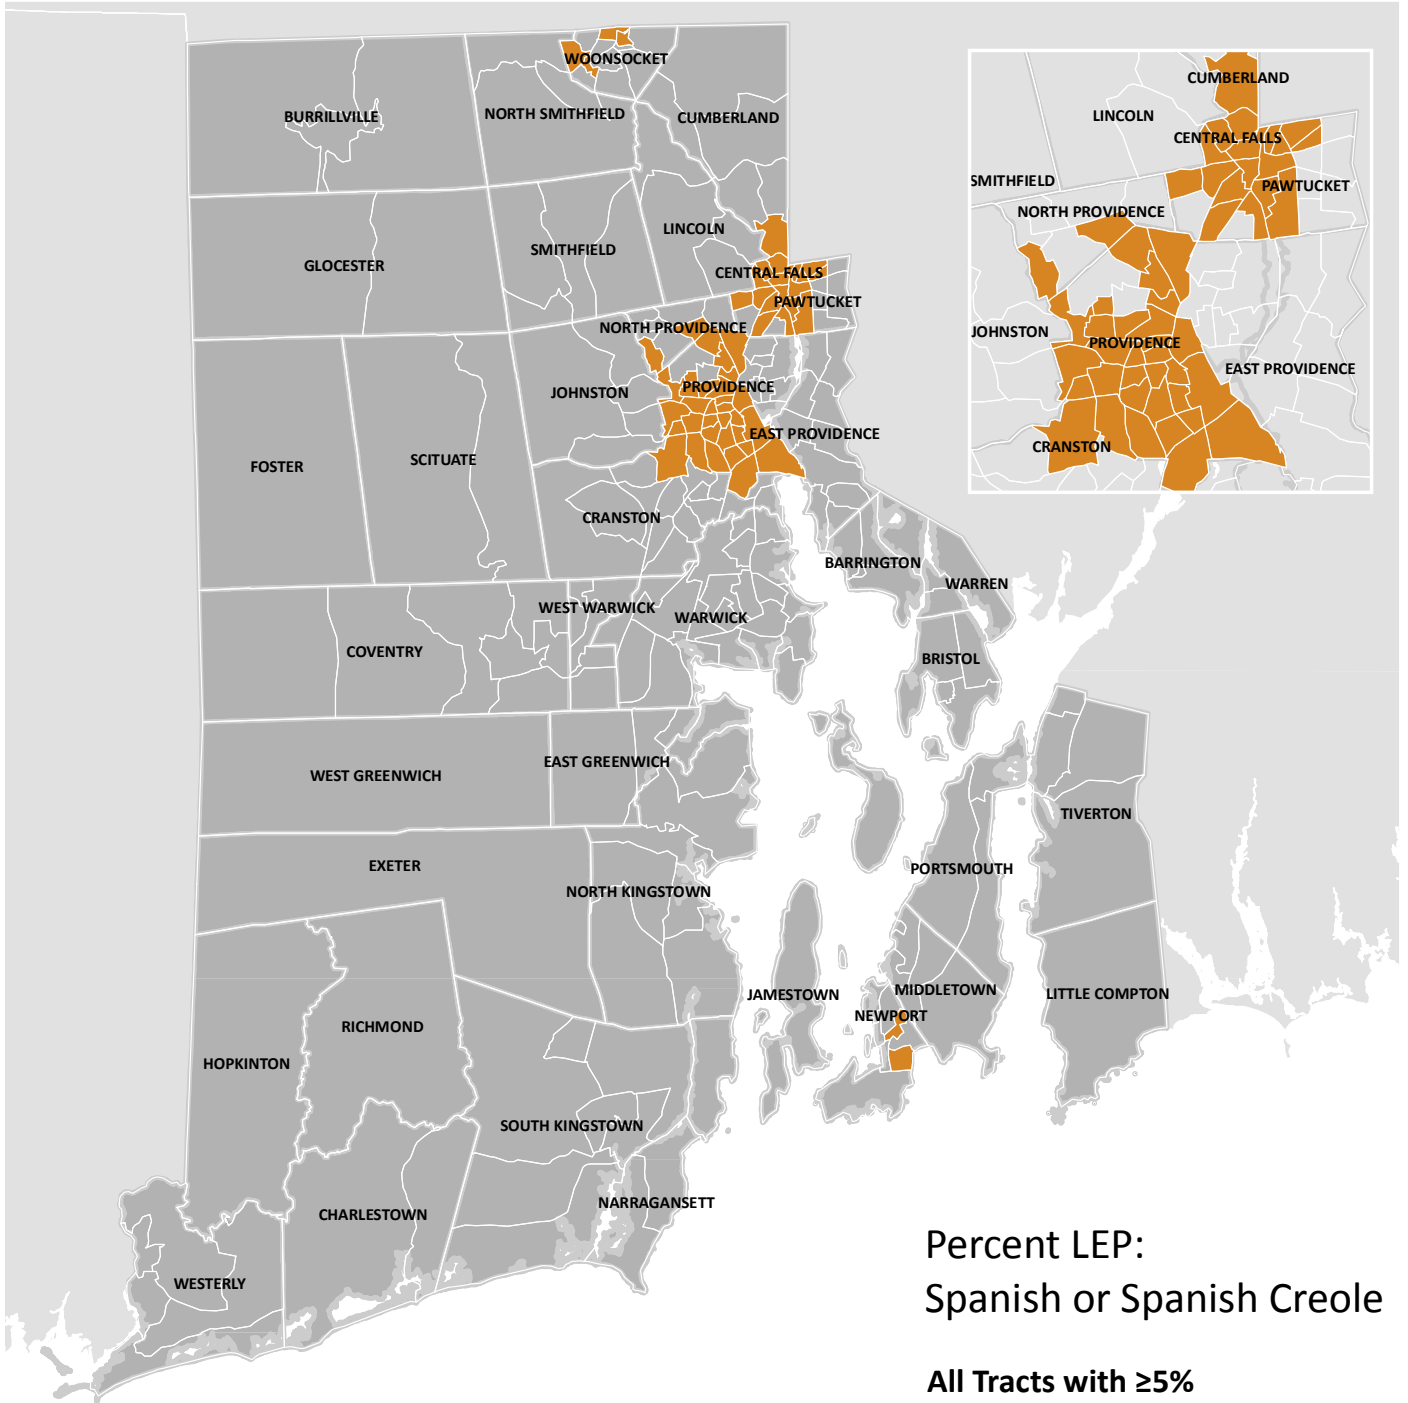 WOONSOCKET
BURRILLVILLE
NORTH SMITHFIELD
CUMBERLAND
GLOCESTER
SMITHFIELD
LINCOLN
CENTRAL FALLS
PAWTUCKET
NORTH PROVIDENCE
JOHNSTON
PROVIDENCE
EAST PROVIDENCE
FOSTER
SCITUATE
CRANSTON
CUMBERLAND
LINCOLN
CENTRAL FALLS
SMITHFIELD
PAWTUCKET
NORTH PROVIDENCE
JOHNSTON
PROVIDENCE
EAST PROVIDENCE
CRANSTON
BARRINGTON
WARREN
WEST WARWICK
WARWICK
COVENTRY
BRISTOL
WEST GREENWICH
EAST GREENWICH
TIVERTON
EXETER
PORTSMOUTH
NORTH KINGSTOWN
MIDDLETOWN
JAMESTOWN
LITTLE COMPTON
NEWPORT
RICHMOND
HOPKINTON
SOUTH KINGSTOWN
NARRAGANSETT
CHARLESTOWN
WESTERLY
Percent LEP:
Spanish or Spanish Creole
All Tracts with ≥5%